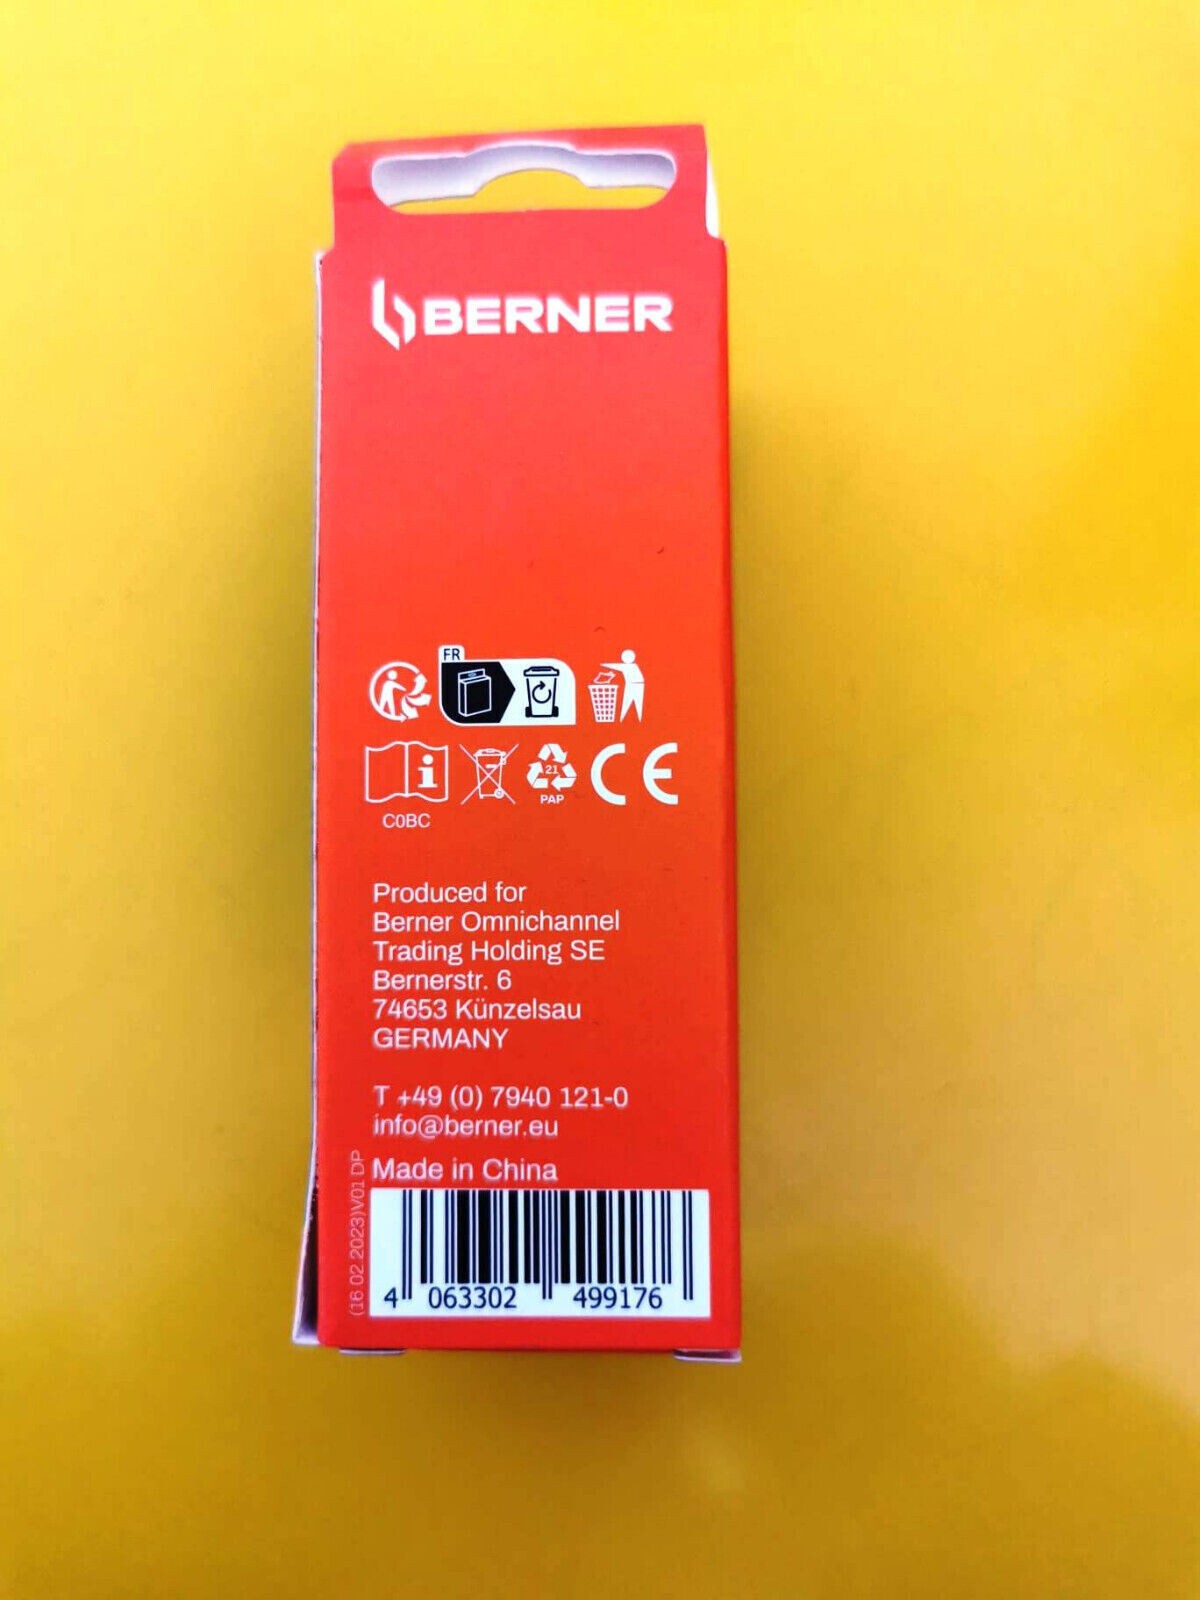 BERNER
FR
21
PAP
CE
C0BC
Produced for
Berner Omnichannel
Trading Holding SE
Bernerstr. 6
74653 Künzelsau
GERMANY
T +49 (0) 7940 121-0
info@berner.eu
Made in China
(16.02.2023)V01 DP
4 063302 499176